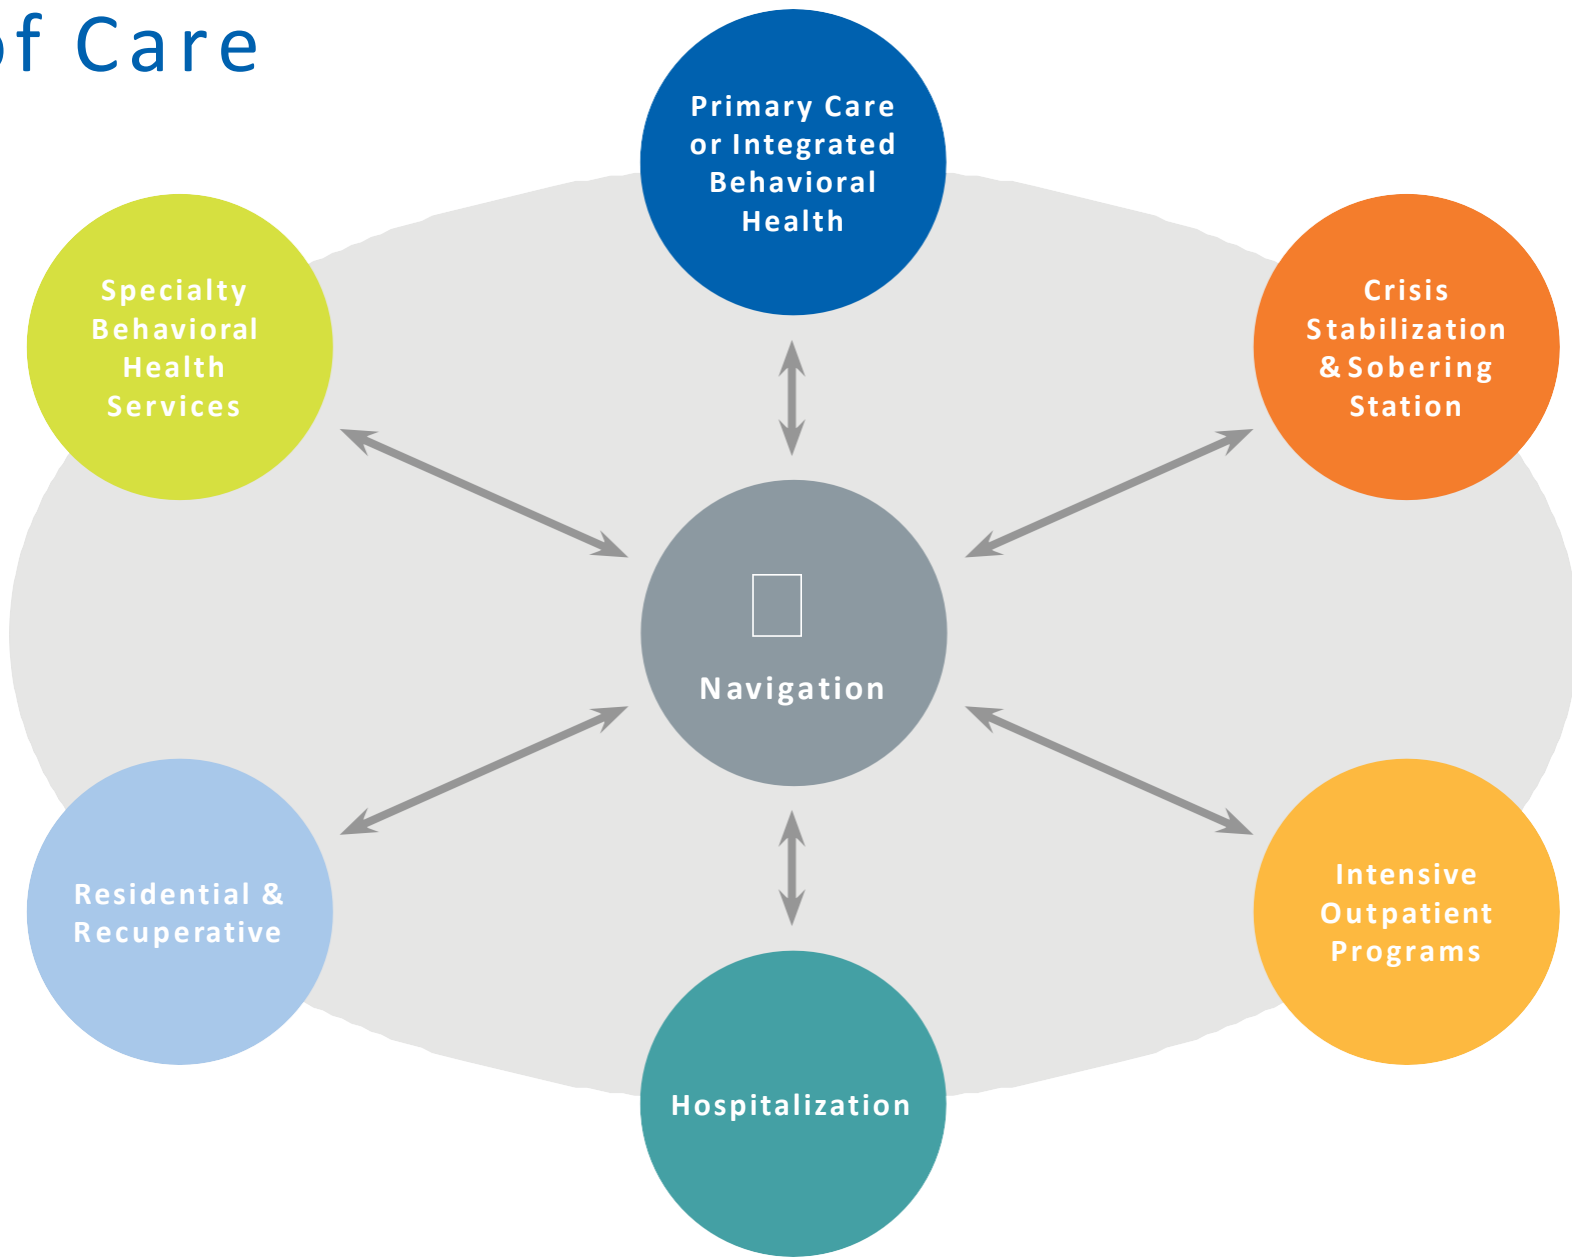 of Care
Primary Care
or Integrated
Behavioral
Health
Specialty
Behavioral
Health
Services
Crisis
Stabilization
& Sobering
Station
Navigation
Residential &
Recuperative
Intensive
Outpatient
Programs
Hospitalization